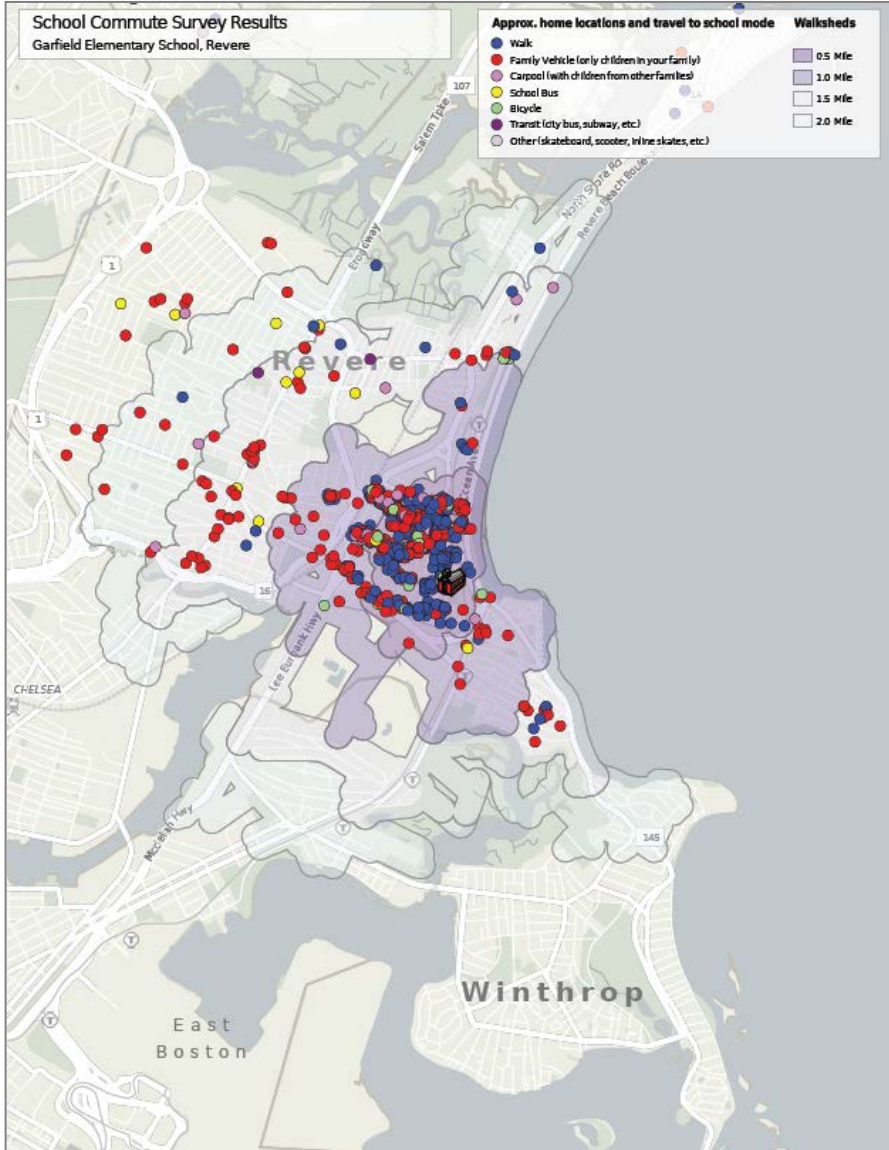 School Commute Survey Results
Garfield Elementary School, Revere
Approx. home locations and travel to school mode
Walk
Family Vehicle (only children in your family)
Carpool (with children from other families)
School Bus
Bicycle
Transit (city bus, subway, etc.)
Other (skateboard, scooter, inline skates, etc.)
Walksheds
0.5 Mile
1.0 Mile
1.5 Mile
2.0 Mile
1A
107
Salem Tpke
North Shore Rd
Revere Beach
Broadway
1
Revere
1
T
Ocean Ave
16
Lee Burbank Hwy
CHELSEA
T
T
T
145
Mcclellan Hwy
T
Winthrop
T
East
Boston